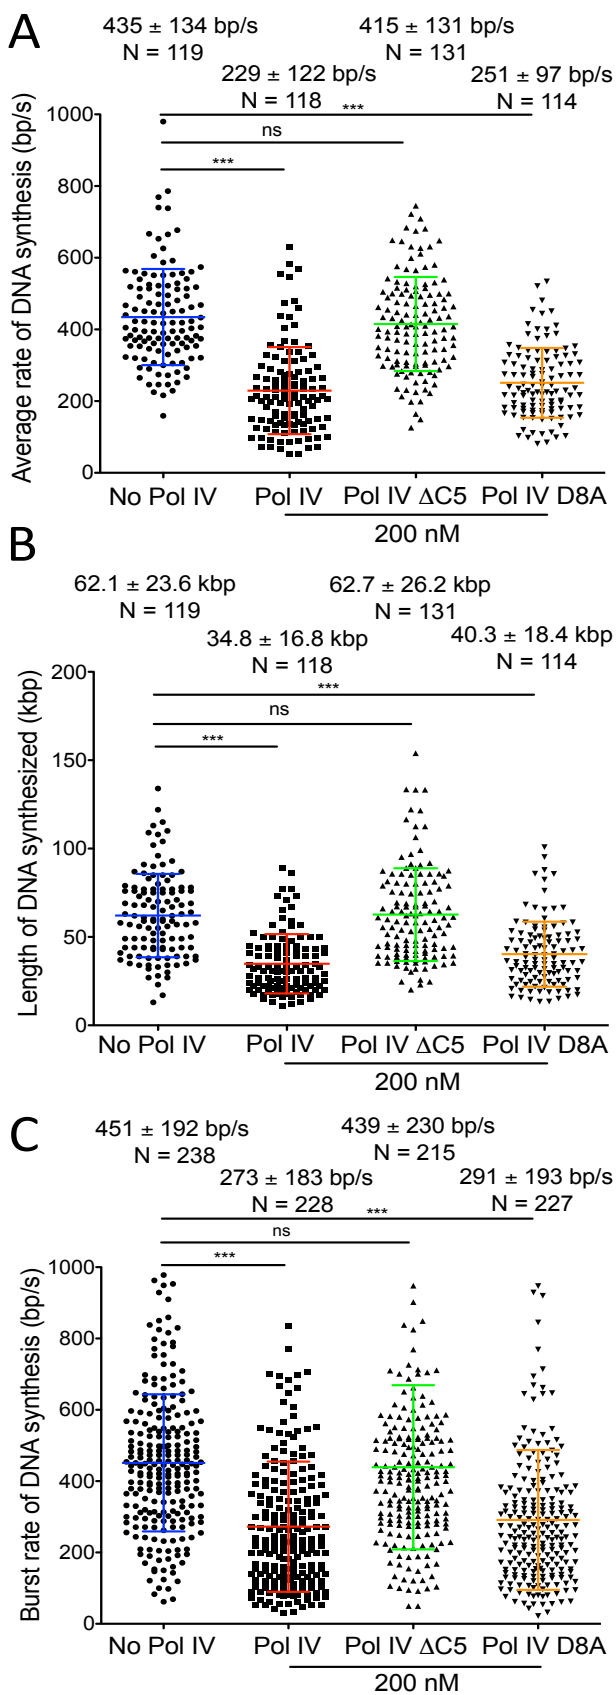 A
435 ± 134 bp/s
N = 119
415 ± 131 bp/s
N = 131
229 ± 122 bp/s
N = 118
251 ± 97 bp/s
N = 114
***
ns
***
Average rate of DNA synthesis (bp/s)
1000
800
600
400
200
0
No Pol IV
Pol IV
Pol IV ΔC5
Pol IV D8A
200 nM
B
62.1 ± 23.6 kbp
N = 119
62.7 ± 26.2 kbp
N = 131
34.8 ± 16.8 kbp
N = 118
40.3 ± 18.4 kbp
N = 114
***
ns
***
Length of DNA synthesized (kbp)
200
150
100
50
0
No Pol IV
Pol IV
Pol IV ΔC5
Pol IV D8A
200 nM
C
451 ± 192 bp/s
N = 238
439 ± 230 bp/s
N = 215
273 ± 183 bp/s
N = 228
291 ± 193 bp/s
N = 227
***
ns
***
Burst rate of DNA synthesis (bp/s)
1000
800
600
400
200
0
No Pol IV
Pol IV
Pol IV ΔC5
Pol IV D8A
200 nM